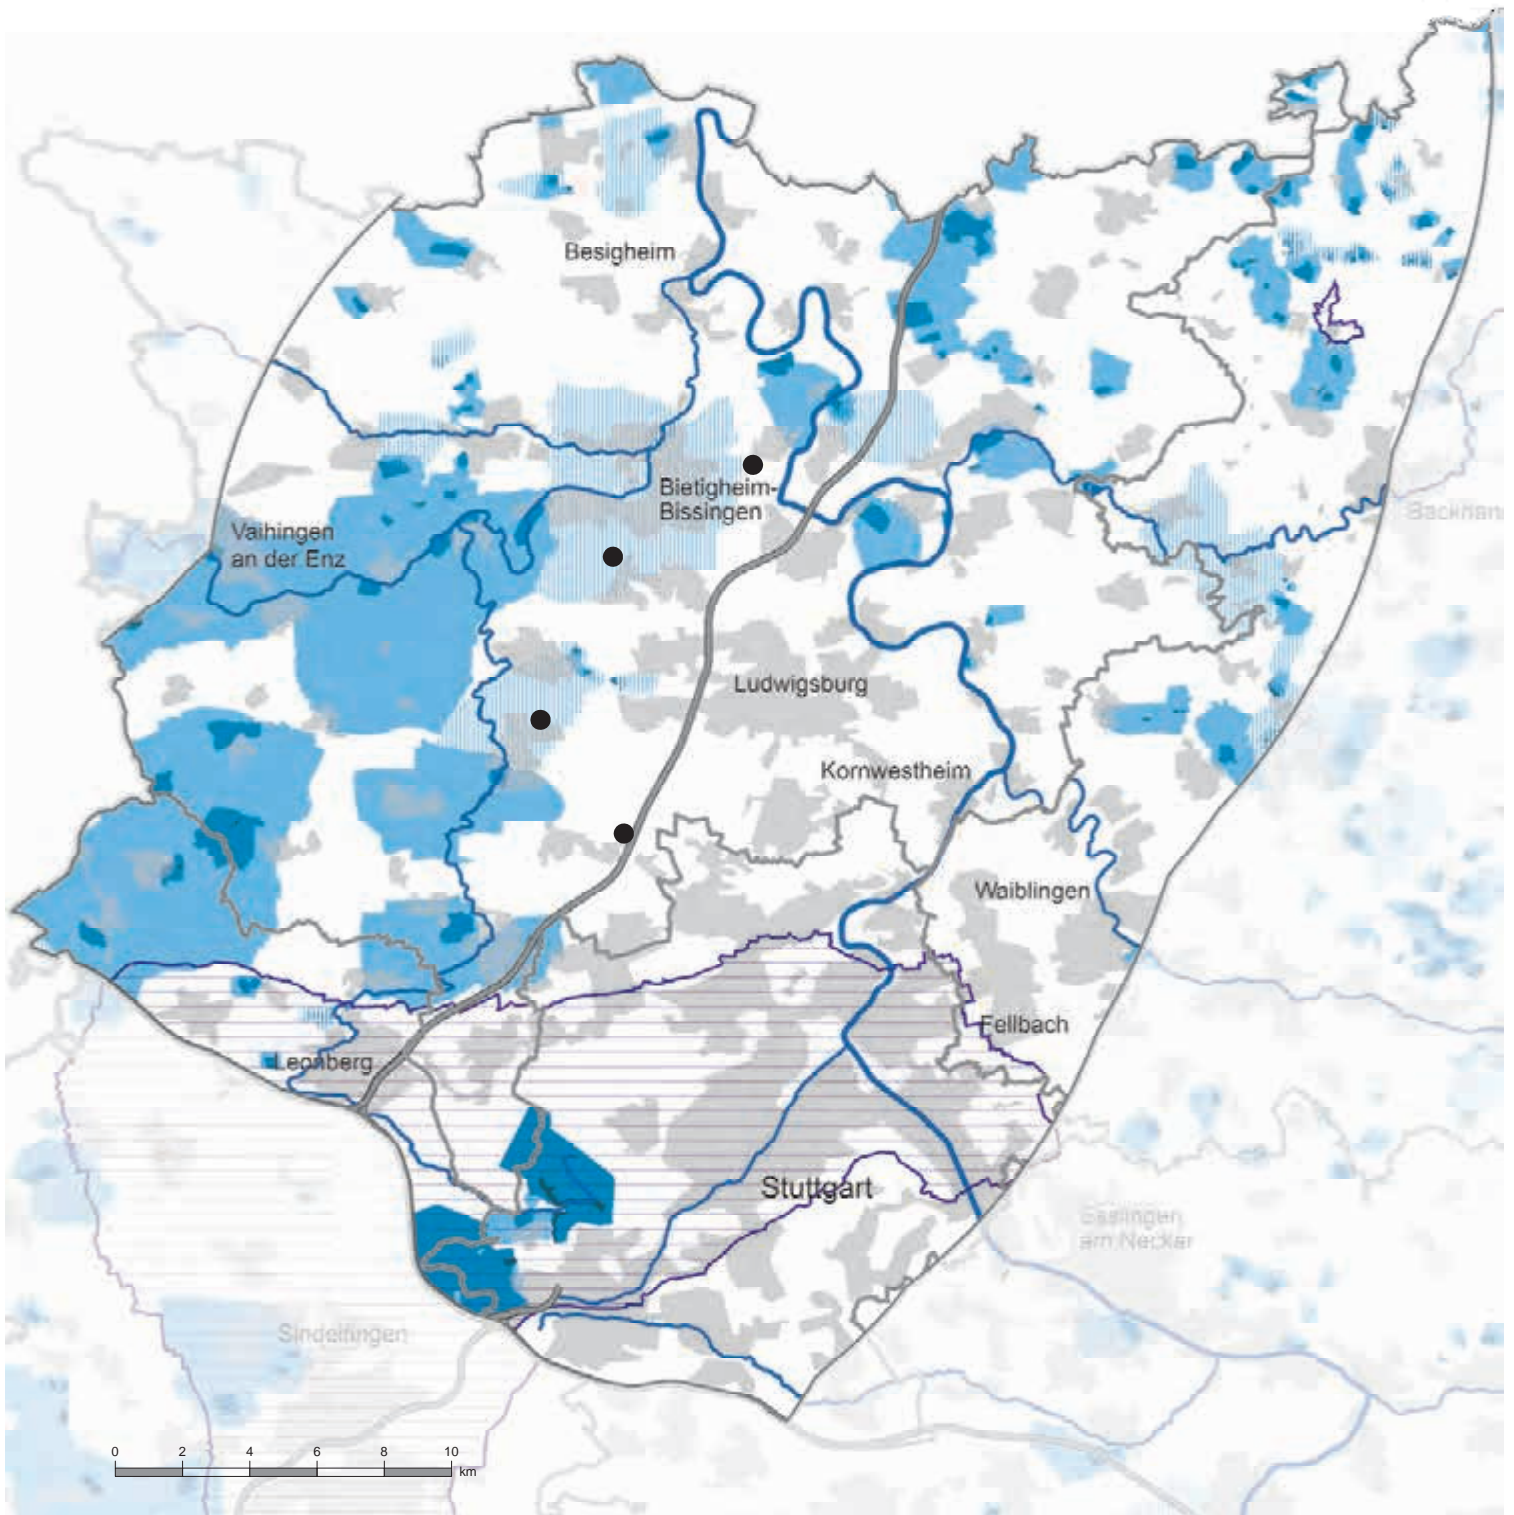 Besigheim
Bietigheim-
Bissingen
Vaihingen
an der Enz
Backnan
Ludwigsburg
Kornwestheim
Waiblingen
Fellbach
Leonberg
Stuttgart
Esslingen
am Neckar
Sindelfingen
0 2 4 6 8 10
km